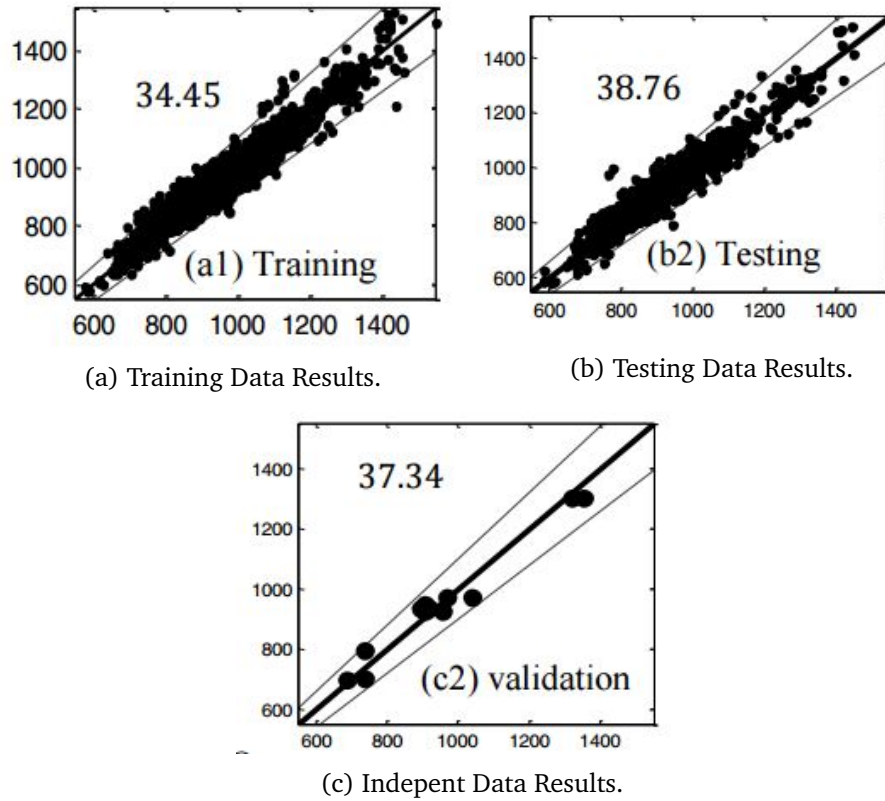 1400
1200
1000
800
600
34.45
(a1) Training
600 800 1000 1200 1400
(a) Training Data Results.
1400
1200
1000
800
600
38.76
(b2) Testing
600 800 1000 1200 1400
(b) Testing Data Results.
1400
1200
1000
800
600
37.34
(c2) validation
600 800 1000 1200 1400
(c) Indepent Data Results.